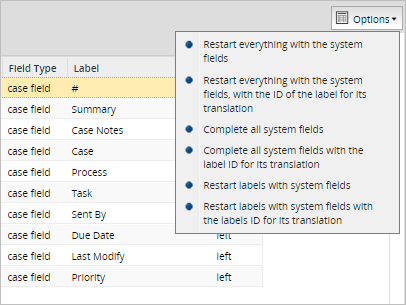 Options
Restart everything with the system
fields
Restart everything with the system
fields, with the ID of the label for its
translation
Complete all system fields
Complete all system fields with the
label ID for its translation
Restart labels with system fields
Restart labels with system fields with
the labels ID for its translation
Field Type Label
case field #
case field Summary
case field Case Notes
case field Case
case field Process
case field Task
case field Sent By
case field Due Date left
case field Last Modify left
case field Priority left